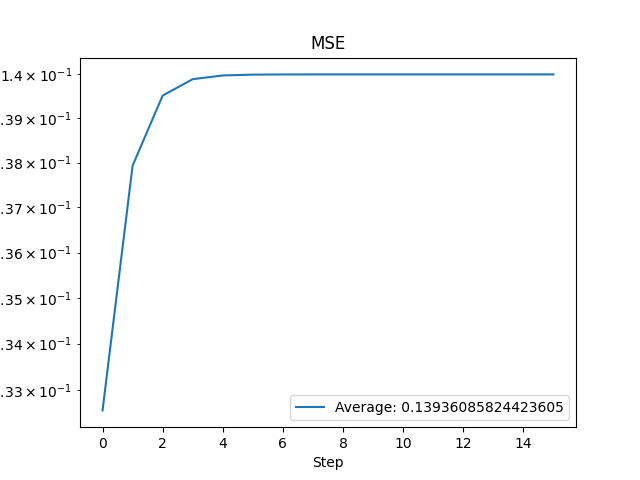 MSE
1.4 × 10⁻¹
.39 × 10⁻¹
.38 × 10⁻¹
.37 × 10⁻¹
.36 × 10⁻¹
.35 × 10⁻¹
.34 × 10⁻¹
.33 × 10⁻¹
Average: 0.13936085824423605
0 2 4 6 8 10 12 14
Step